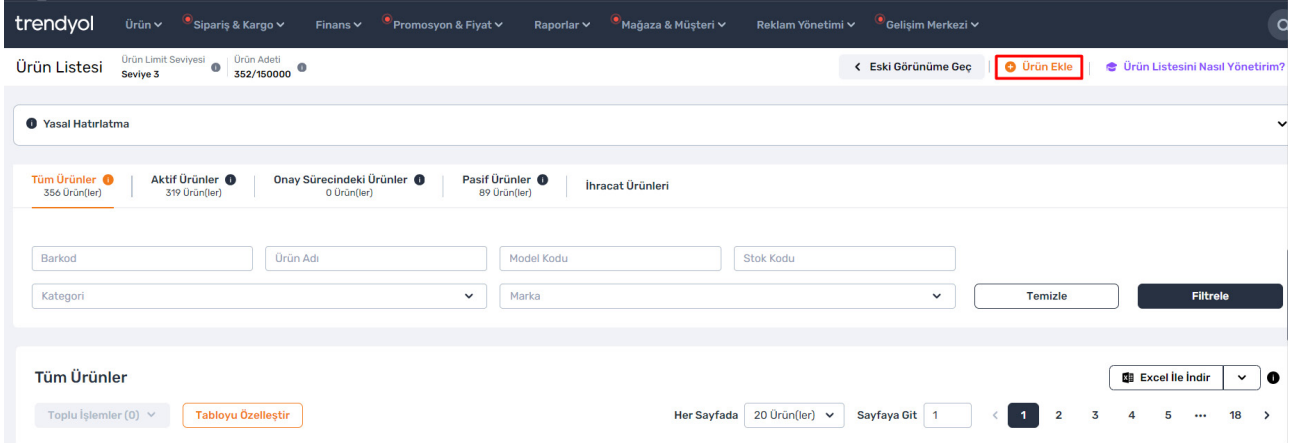 trendyol Ürün Sipariş & Kargo Finans Promosyon & Fiyat Raporlar Mağaza & Müşteri Reklam Yönetimi Gelişim Merkezi
Ürün Listesi
Ürün Limit Seviyesi
Seviye 3
Ürün Adeti
352/150000
Eski Görünüme Geç
Ürün Ekle
Ürün Listesini Nasıl Yönetirim?
Yasal Hatırlatma
Tüm Ürünler
356 Ürün(ler)
Aktif Ürünler
319 Ürün(ler)
Onay Sürecindeki Ürünler
0 Ürün(ler)
Pasif Ürünler
89 Ürün(ler)
İhracat Ürünleri
Barkod Ürün Adı Model Kodu Stok Kodu
Kategori Marka Temizle Filtrele
Tüm Ürünler Excel İle İndir
Toplu İşlemler (0) Tabloyu Özelleştir Her Sayfada 20 Ürün(ler) Sayfaya Git 1 < 1 2 3 4 5 ... 18 >